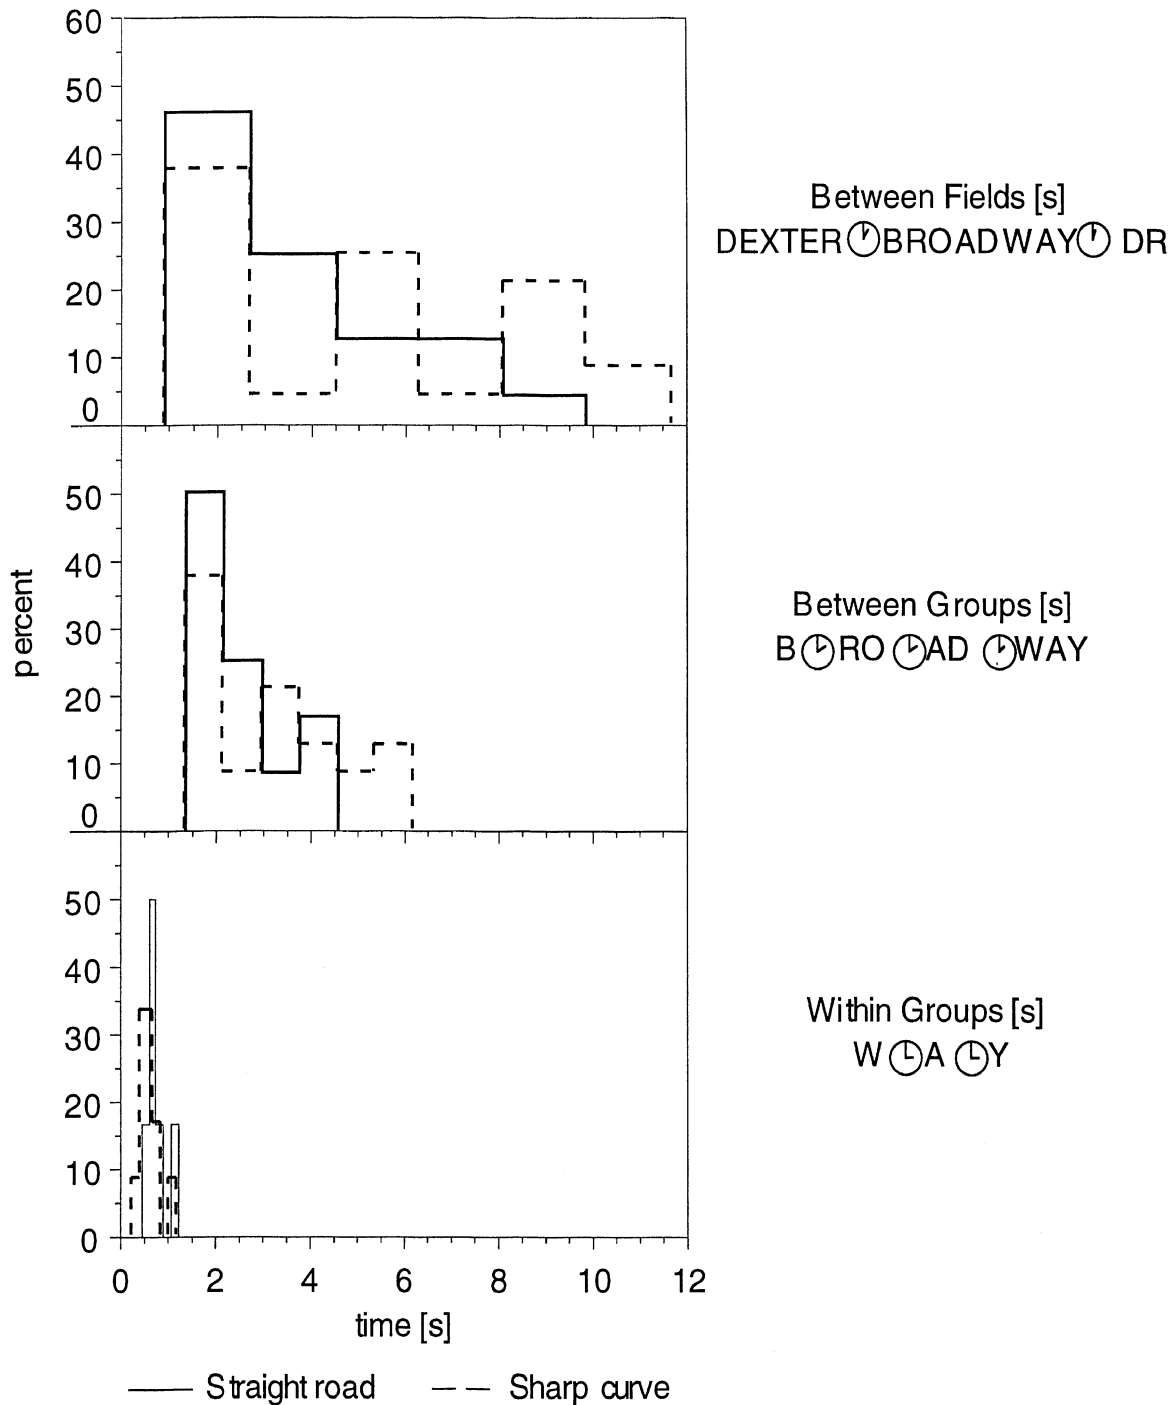 60
50
40
30
20
10
0
Between Fields [s]
DEXTER BROADWAY DR
50
40
30
20
10
0
percent
Between Groups [s]
B RO AD WAY
50
40
30
20
10
0
Within Groups [s]
W A Y
0 2 4 6 8 10 12
time [s]
Straight road Sharp curve